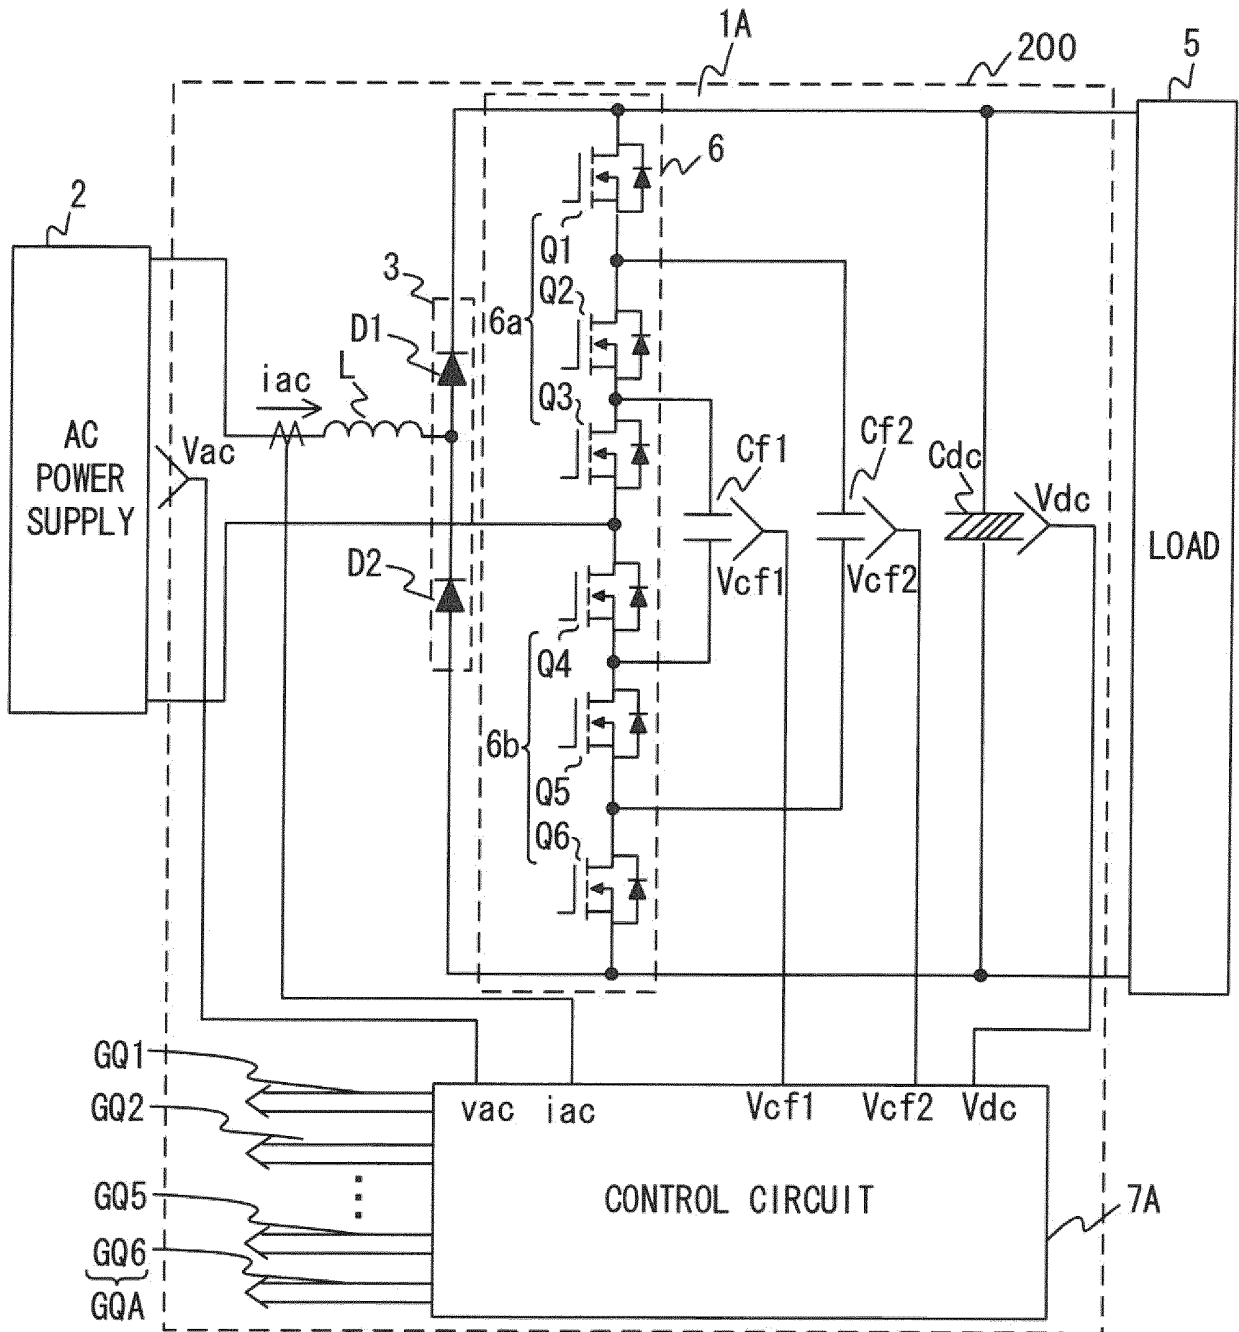 1A
200
5
2
6
Q1
3
Q2
6a
D1
L
iac
Q3
AC
POWER
SUPPLY
Vac
Cf1
Cf2
Cdc
Vdc
LOAD
D2
Vcf1
Vcf2
Q4
6b
Q5
Q6
GQ1
GQ2
GQ5
GQ6
GQA
vac
iac
Vcf1
Vcf2
Vdc
CONTROL CIRCUIT
7A